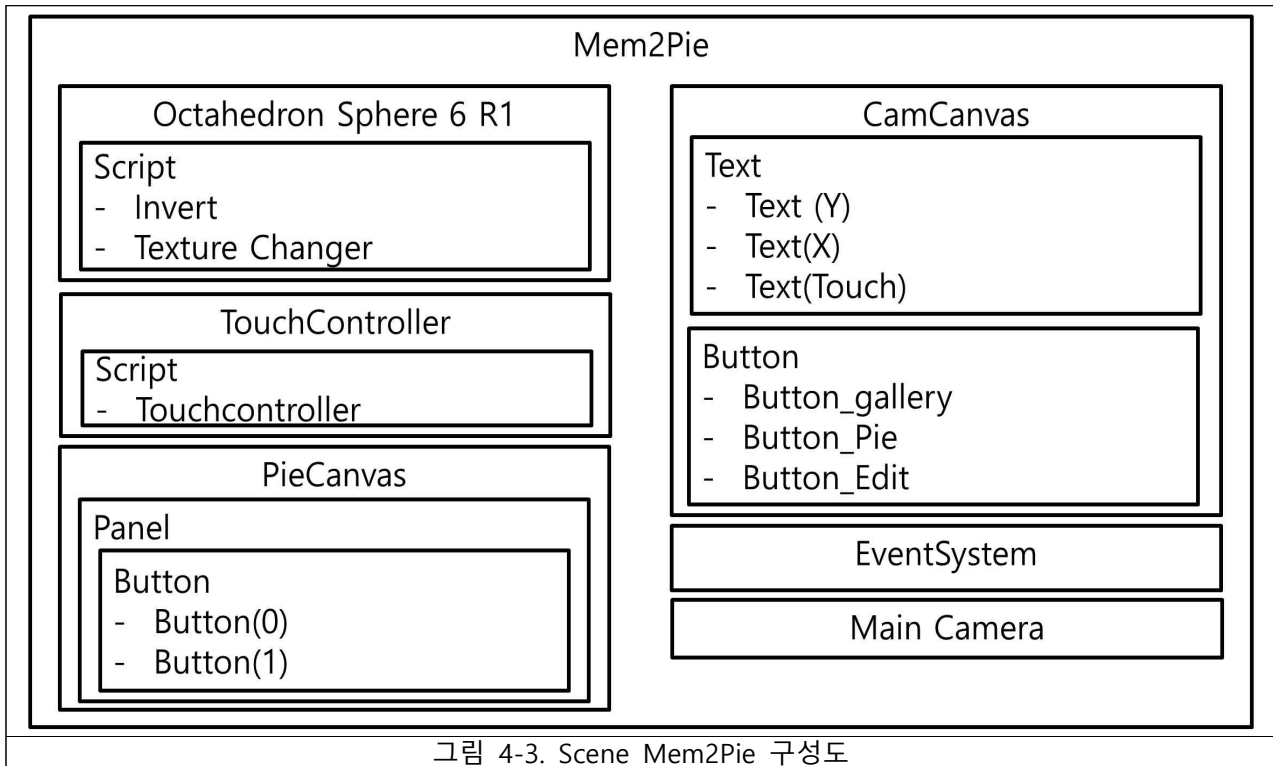 Mem2Pie
Octahedron Sphere 6 R1
Script
- Invert
- Texture Changer
TouchController
Script
- Touchcontroller
PieCanvas
Panel
Button
- Button(0)
- Button(1)
CamCanvas
Text
- Text (Y)
- Text(X)
- Text(Touch)
Button
- Button_gallery
- Button_Pie
- Button_Edit
EventSystem
Main Camera
그림 4-3. Scene Mem2Pie 구성도